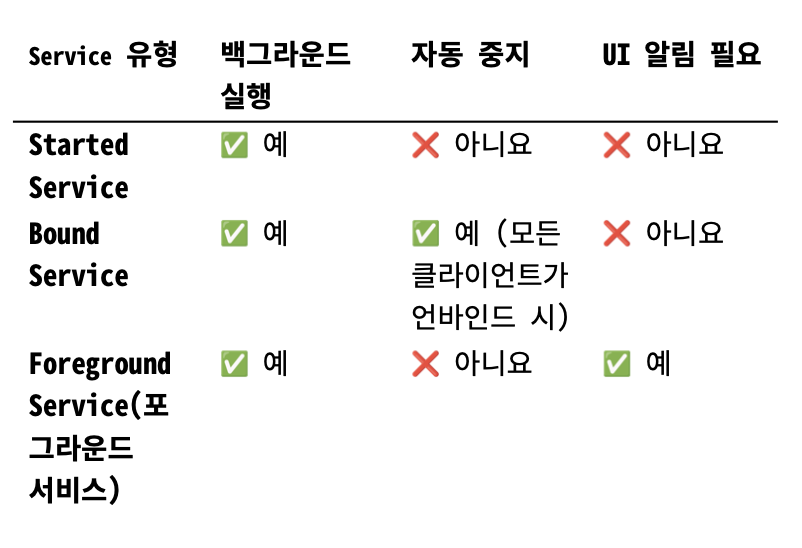 Service 유형 백그라운드 실행 자동 중지 UI 알림 필요
Started Service ✅ 예 ❌ 아니요 ❌ 아니요
Bound Service ✅ 예 ✅ 예 (모든 클라이언트가 언바인드 시) ❌ 아니요
Foreground Service(포그라운드 서비스) ✅ 예 ❌ 아니요 ✅ 예